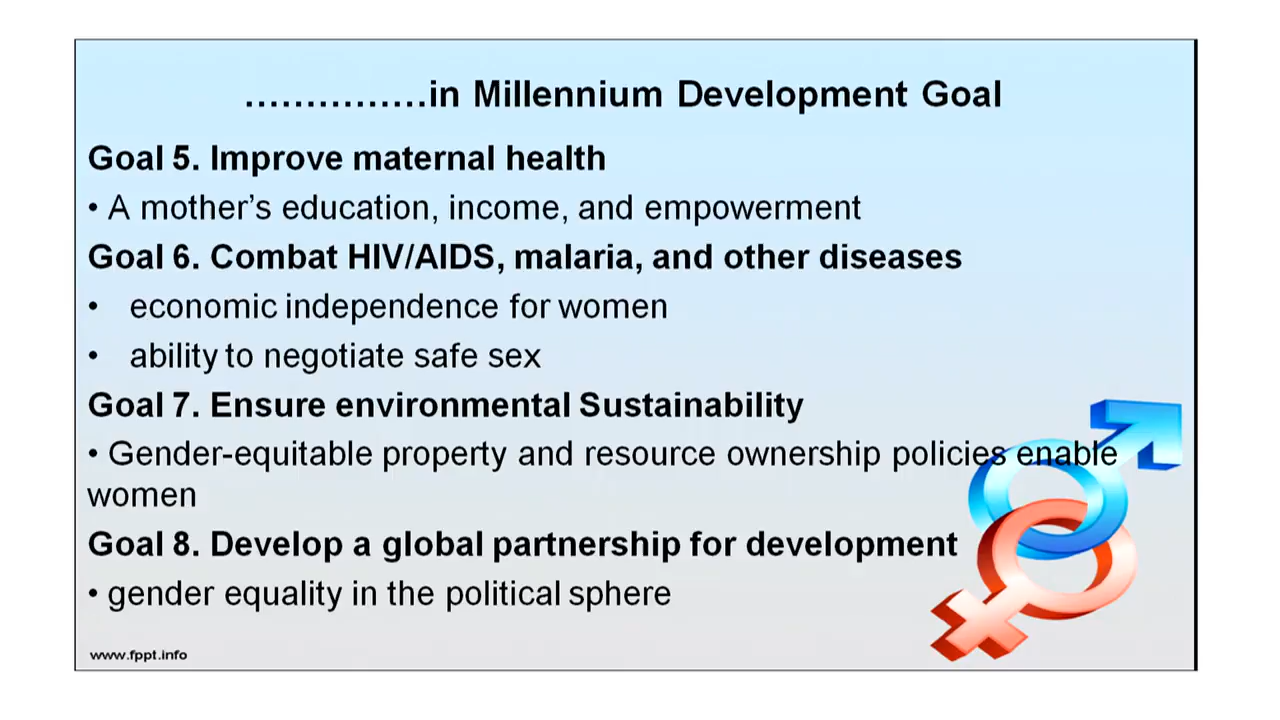 ……………in Millennium Development Goal
Goal 5. Improve maternal health
• A mother’s education, income, and empowerment
Goal 6. Combat HIV/AIDS, malaria, and other diseases
• economic independence for women
• ability to negotiate safe sex
Goal 7. Ensure environmental Sustainability
• Gender-equitable property and resource ownership policies enable
women
Goal 8. Develop a global partnership for development
• gender equality in the political sphere
www.fppt.info